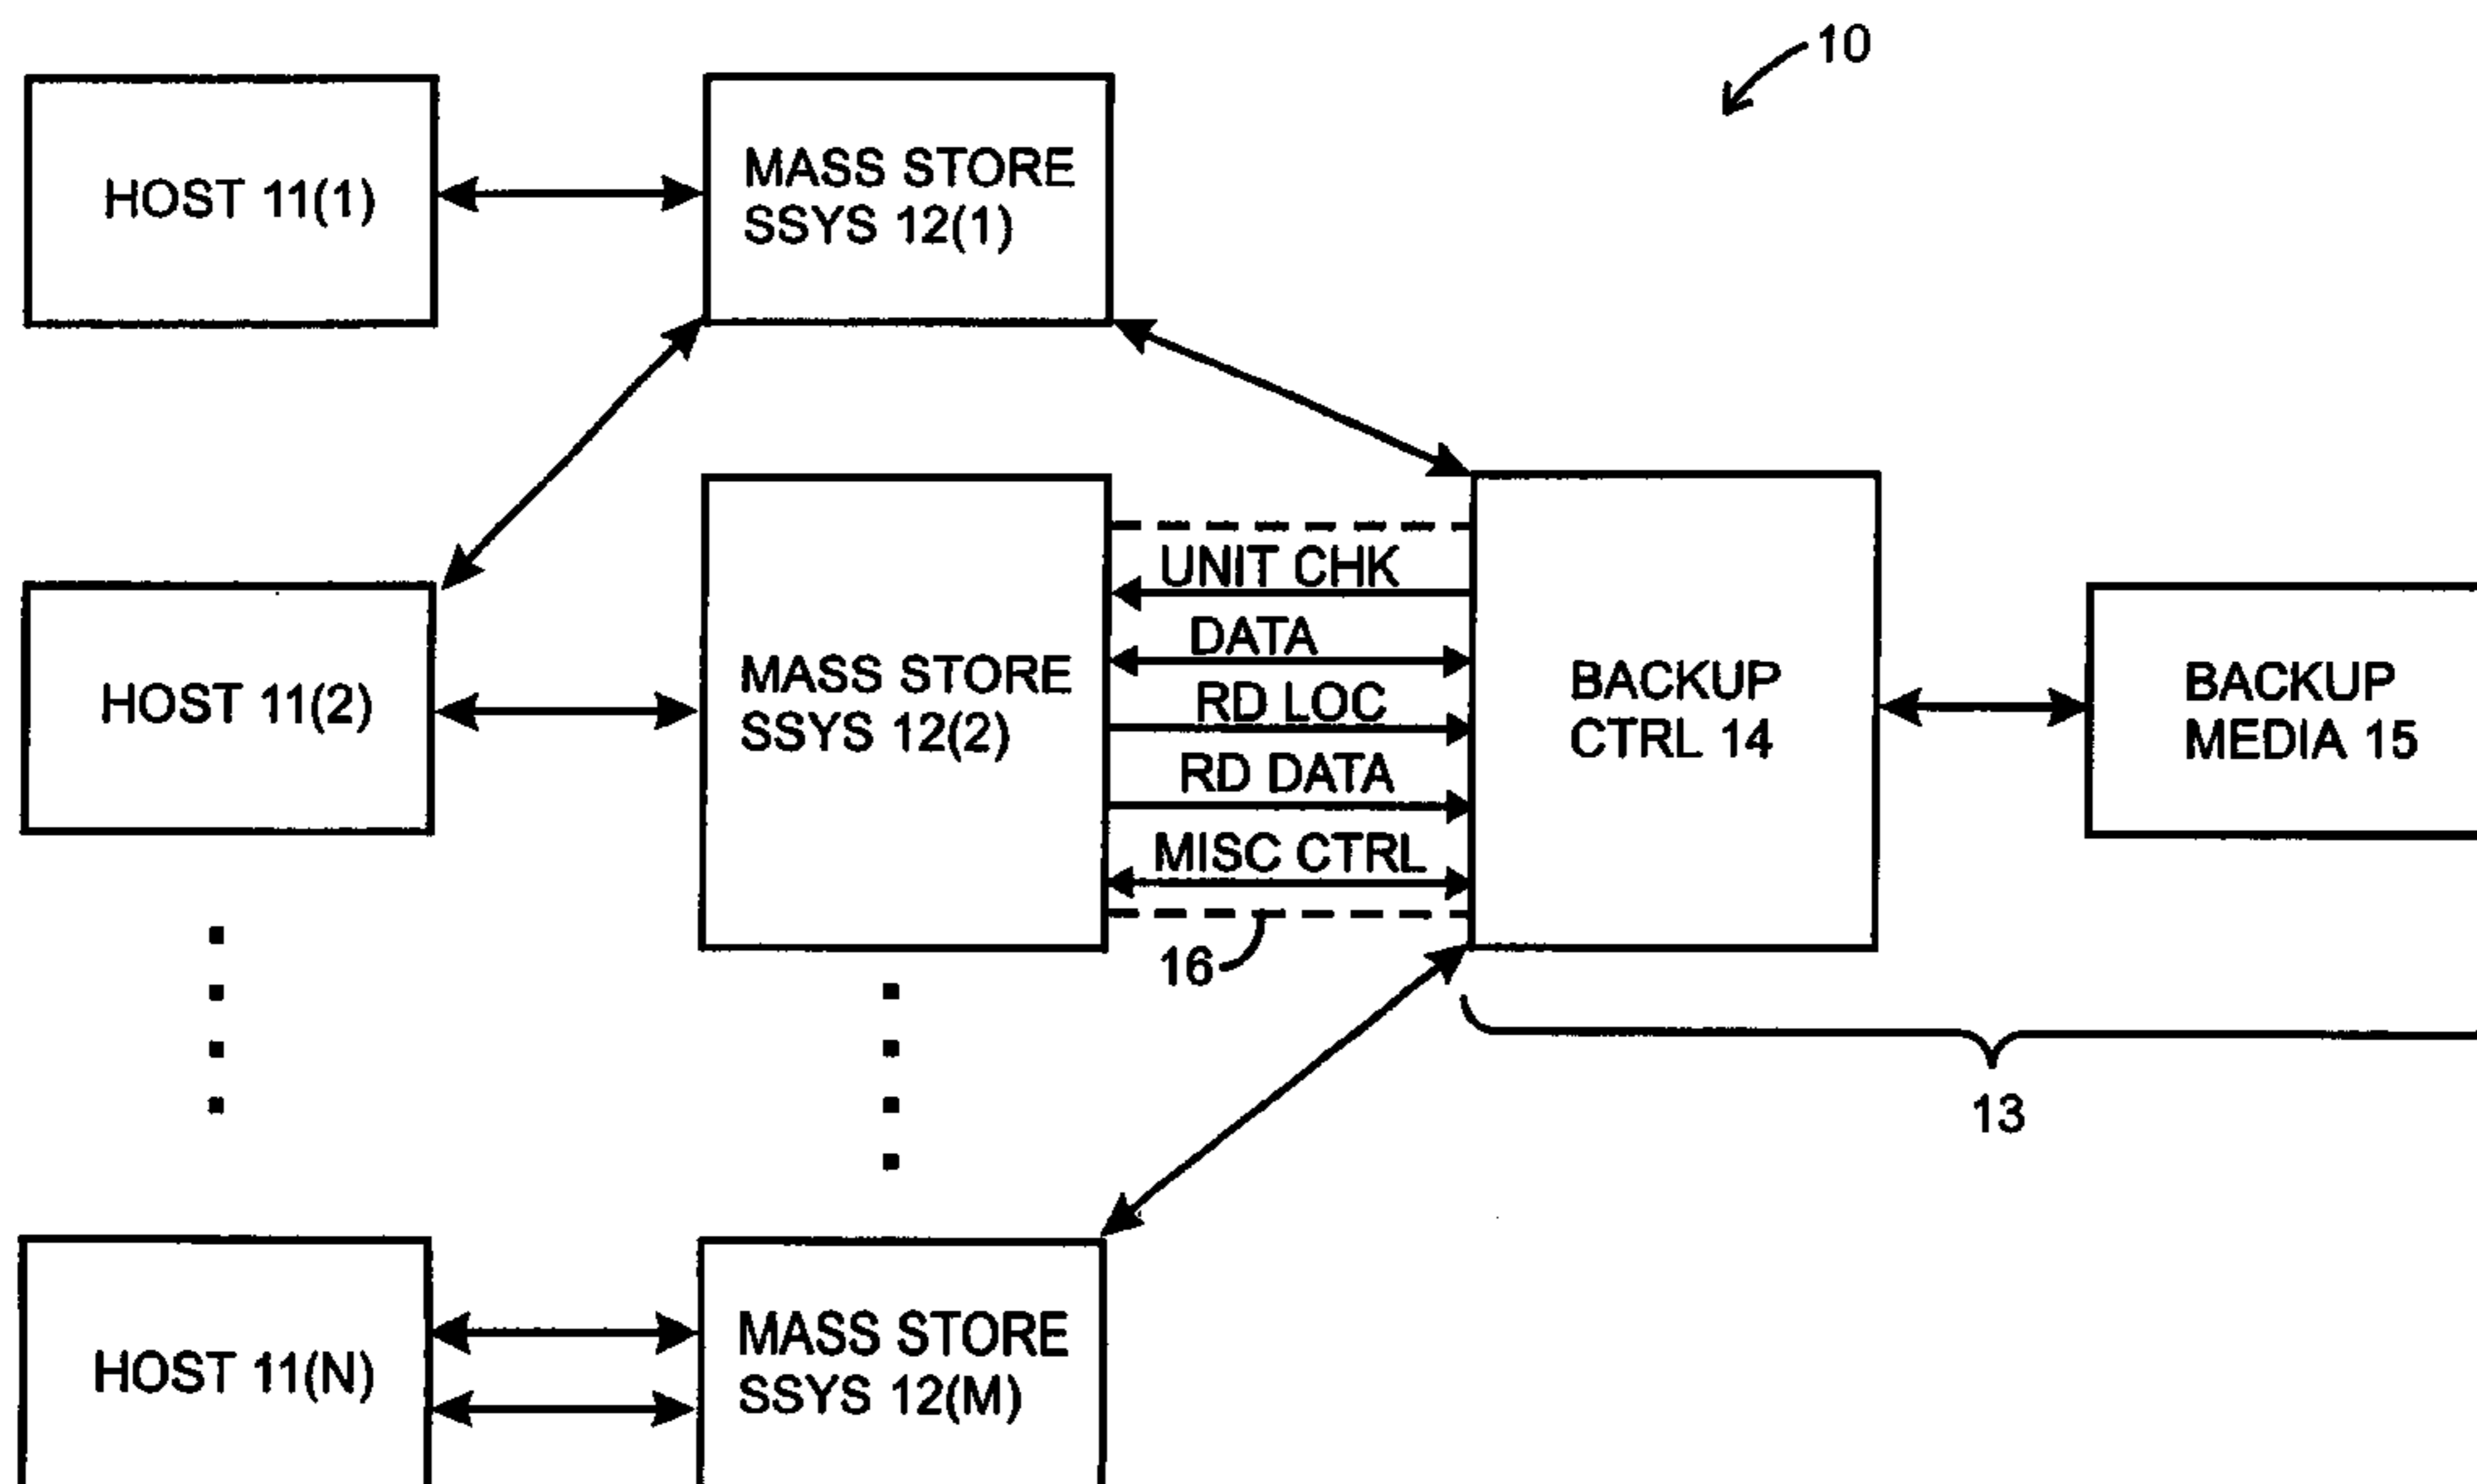 10
HOST 11(1)
MASS STORE
SSYS 12(1)
HOST 11(2)
MASS STORE
SSYS 12(2)
UNIT CHK
DATA
RD LOC
RD DATA
MISC CTRL
16
BACKUP
CTRL 14
BACKUP
MEDIA 15
13
HOST 11(N)
MASS STORE
SSYS 12(M)